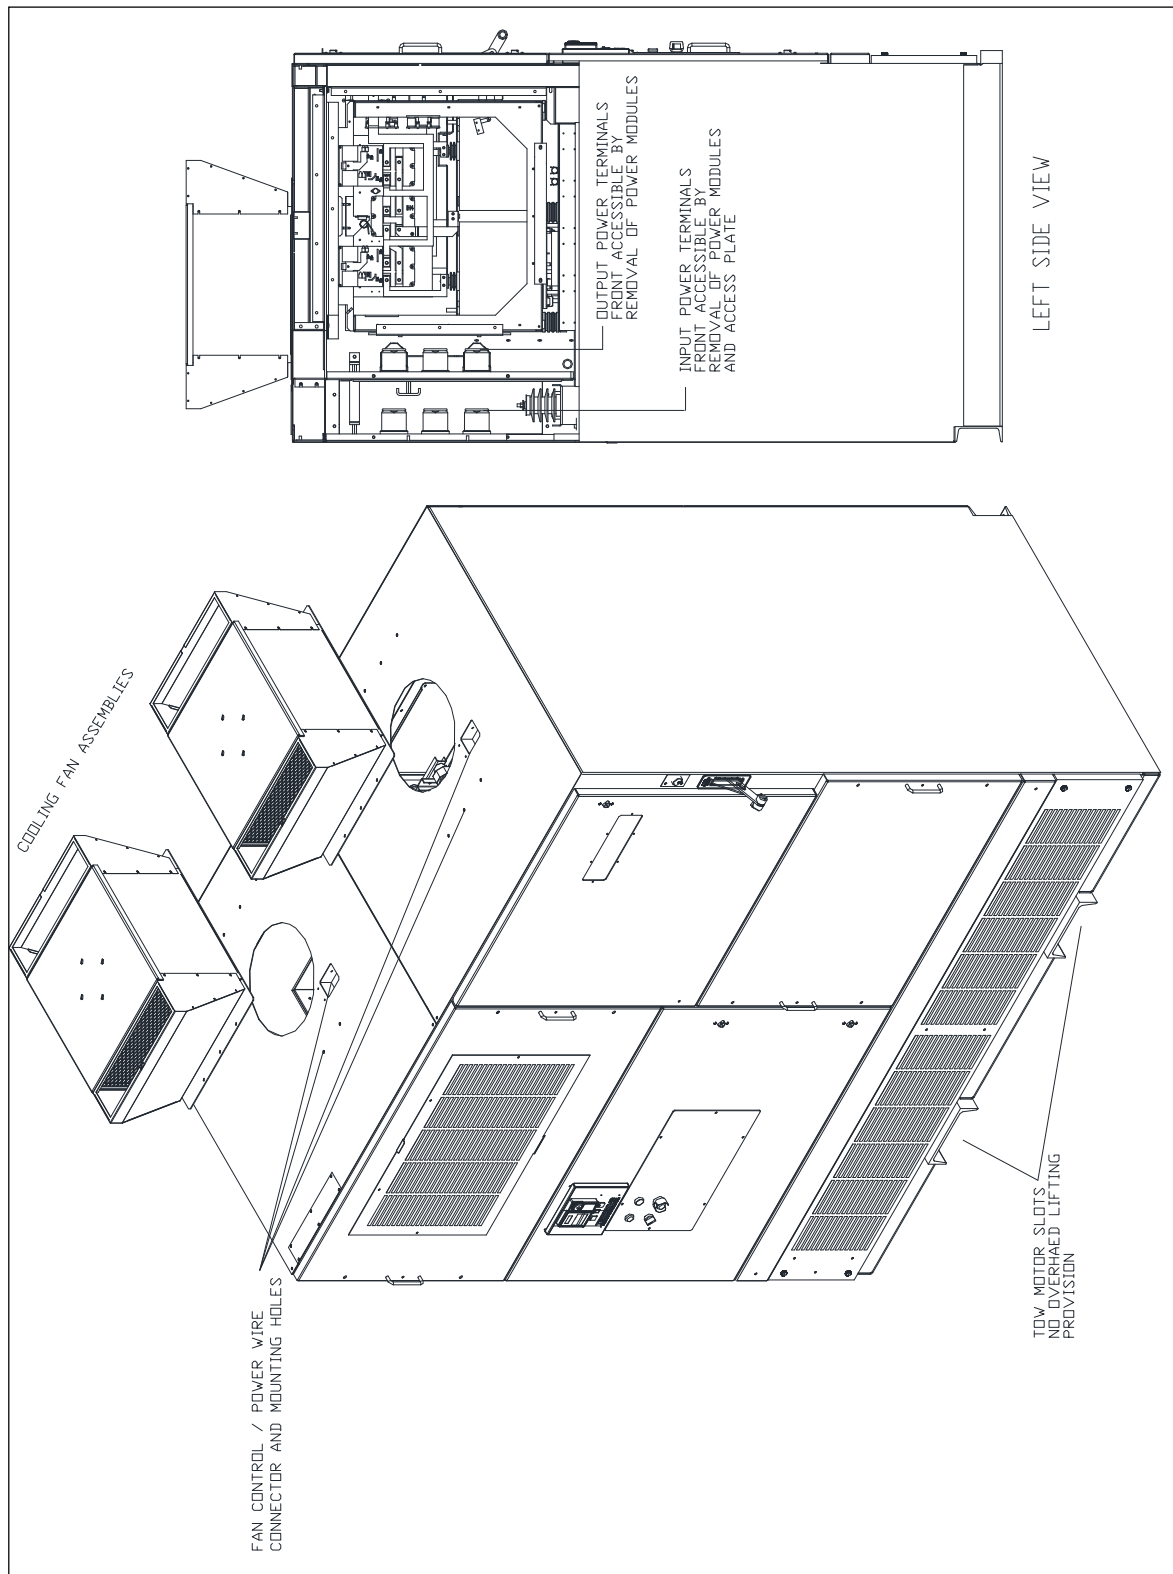 COOLING FAN ASSEMBLIES
FAN CONTROL / POWER WIRE
CONNECTOR AND MOUNTING HOLES
TOW MOTOR SLOTS
NO OVERHAED LIFTING
PROVISION
OUTPUT POWER TERMINALS
FRONT ACCESSIBLE BY
REMOVAL OF POWER MODULES
INPUT POWER TERMINALS
FRONT ACCESSIBLE BY
REMOVAL OF POWER MODULES
AND ACCESS PLATE
LEFT SIDE VIEW